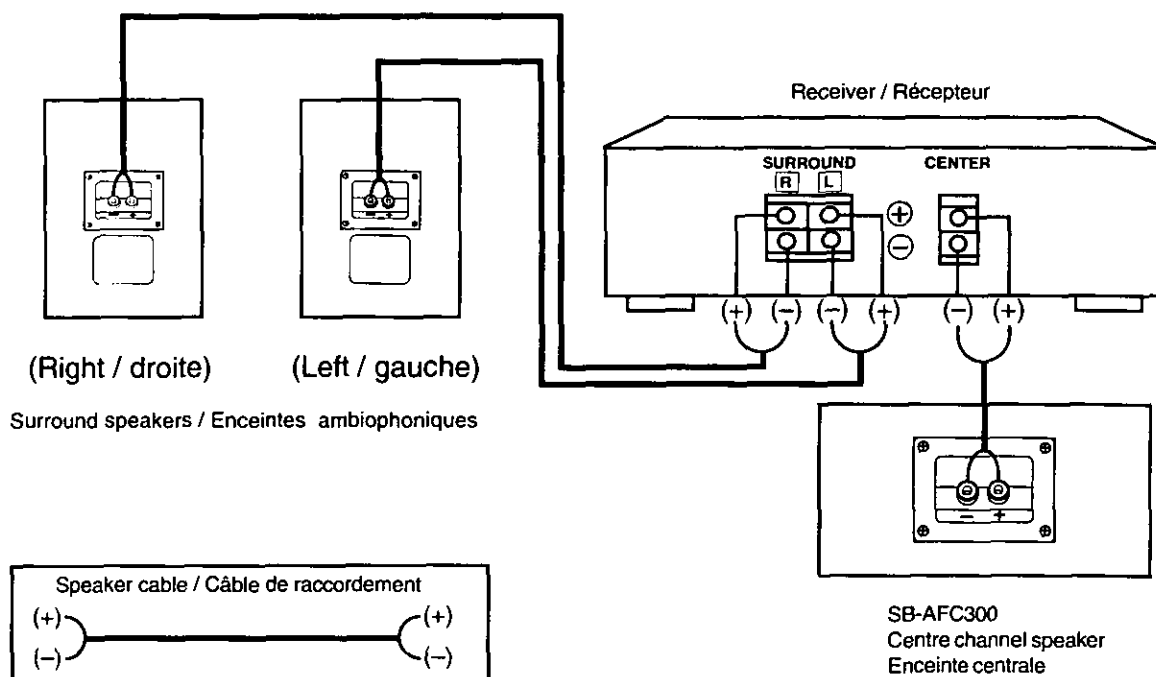 Receiver / Récepteur
SURROUND CENTER
R L
+
−
− +
− +
(+) (−) (−) (+) (−) (+)
(Right / droite) (Left / gauche)
Surround speakers / Enceintes ambiophoniques
− +
Speaker cable / Câble de raccordement
(+) (+)
(−) (−)
SB-AFC300
Centre channel speaker
Enceinte centrale